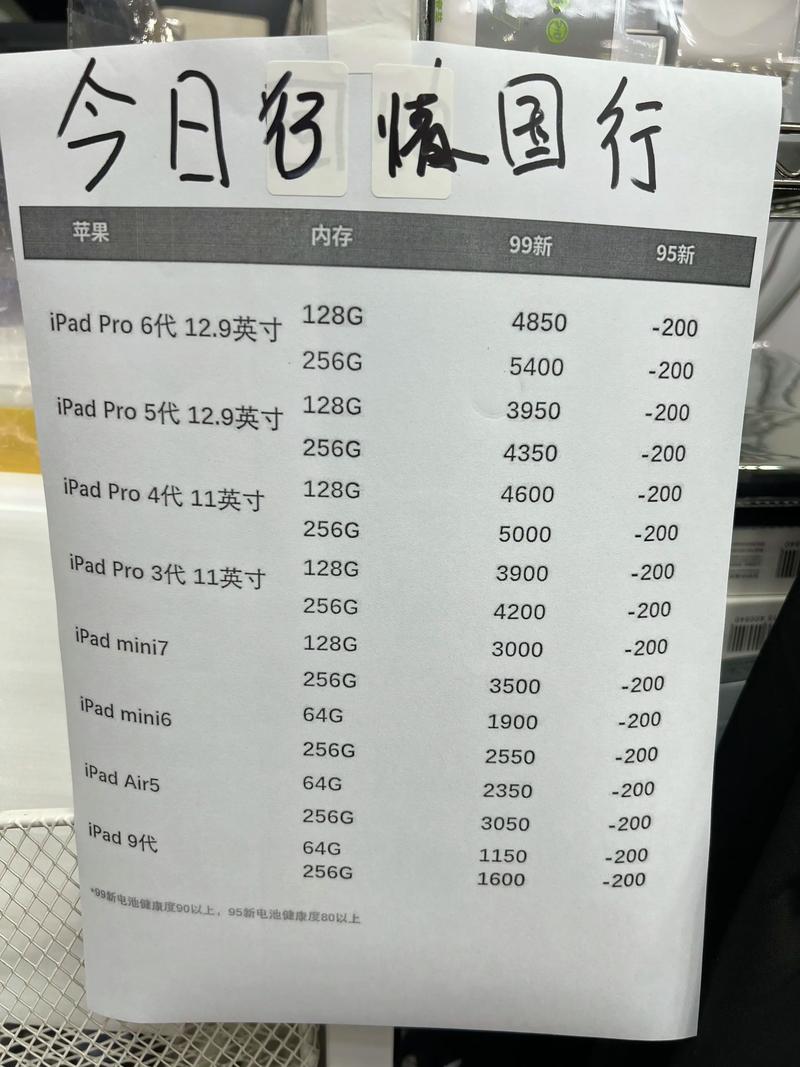 今日行情国行
苹果 内存 99新 95新
iPad Pro 6代 12.9英寸 128G 4850 -200
256G 5400 -200
iPad Pro 5代 12.9英寸 128G 3950 -200
256G 4350 -200
iPad Pro 4代 11英寸 128G 4600 -200
256G 5000 -200
iPad Pro 3代 11英寸 128G 3900 -200
256G 4200 -200
iPad mini7 128G 3000 -200
256G 3500 -200
iPad mini6 64G 1900 -200
256G 2550 -200
iPad Air5 64G 2350 -200
256G 3050 -200
iPad 9代 64G 1150 -200
256G 1600 -200
*99新电池健康度90以上，95新电池健康度80以上